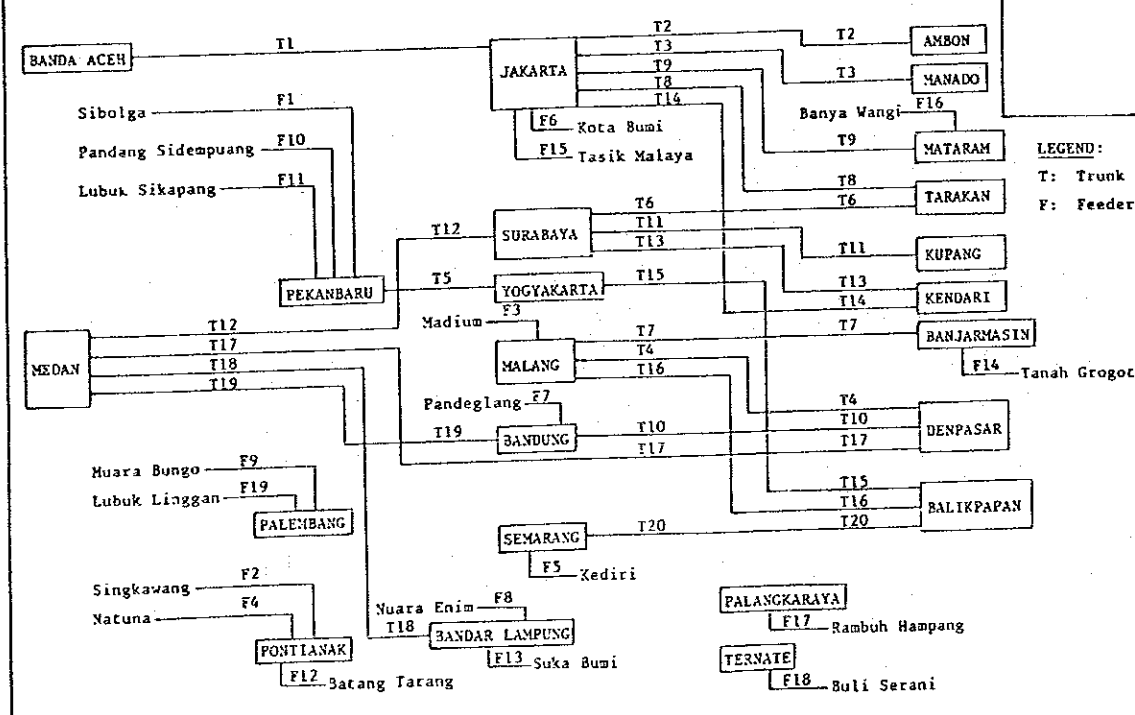 T2
T1 T2 AMBON
BANDA ACEH T3
T9 T3 MANADO
JAKARTA T8
F1 T14 F16
Sibolga F6 Banya Wangi
Kota Bumi
F10 F15 T9 MATARAM LEGEND:
Pandang Sidempuang Tasik Malaya
F11 T8 T: Trunk
Lubuk Sikapang T6 T6 TARAKAN
T12 SURABAYA T11 F: Feeder
T13 T11 KUPANG
T5 T15 T13
PEKANBARU YOGYAKARTA T14 KENDARI
F3
T12 Madium T7 T7 BANJARMASIN
T17 T4
MEDAN T18 MALANG T16 F14
Tanah Grogot
T19 F7 T4
Pandeglang T10 T10 DENPASAR
T19 BANDUNG T17 T17
F9
Muara Bungo T15
F19
Lubuk Linggan T16 BALIKPAPAN
PALEMBANG T20 T20
SEMARANG
F2 F5
Singkawang Kediri
F4 F8 PALANGKARAYA
Natuna Nuara Enim F17
T18 BANDAR LAMPUNG Rambuh Hampang
PONTIANAK F13
F12 Suka Bumi TERNATE
Batang Tarang F18
Buli Serani